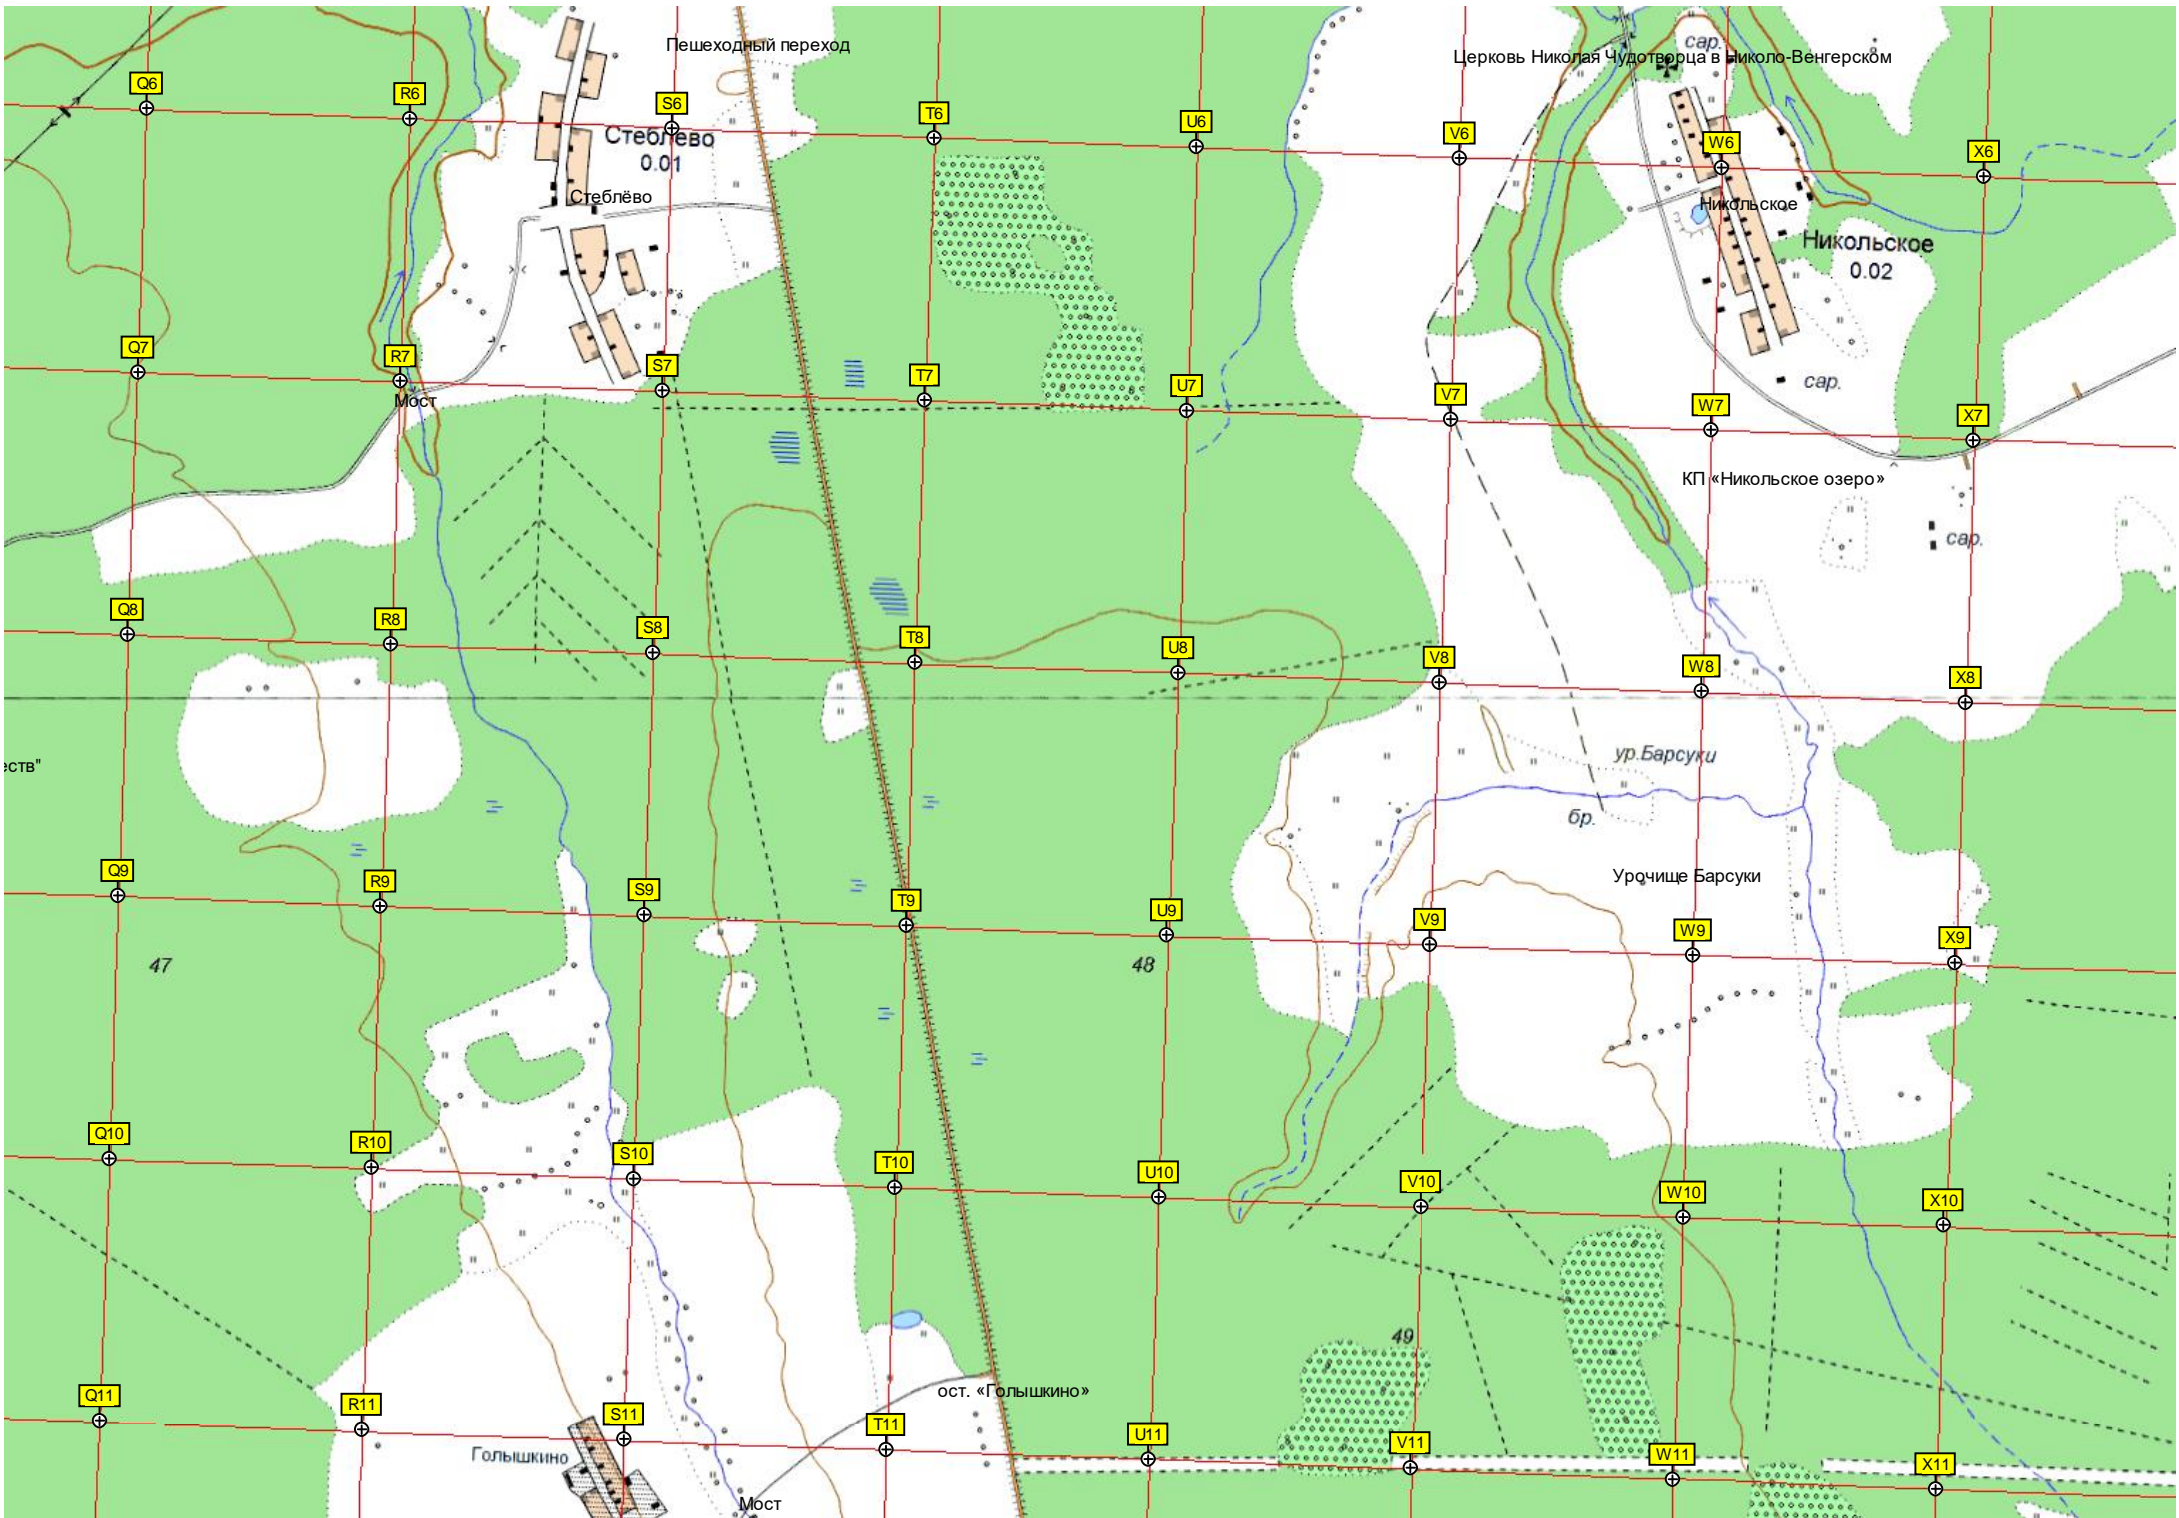 Пешеходный переход
сар.
Церковь Николая Чудотворца в Николо-Венгерском
Q6
R6
S6
T6
U6
V6
W6
X6
Стеблево
0.01
Стеблёво
Никольское
Никольское
0.02
Q7
R7
S7
T7
U7
V7
W7
X7
сар.
Мост
КП «Никольское озеро»
сар.
Q8
R8
S8
T8
U8
V8
W8
X8
еств"
ур.Барсуки
бр.
Урочище Барсуки
Q9
R9
S9
T9
U9
V9
W9
X9
47
48
Q10
R10
S10
T10
U10
V10
W10
X10
49
ост. «Голышкино»
Q11
R11
S11
T11
U11
V11
W11
X11
Голышкино
Мост